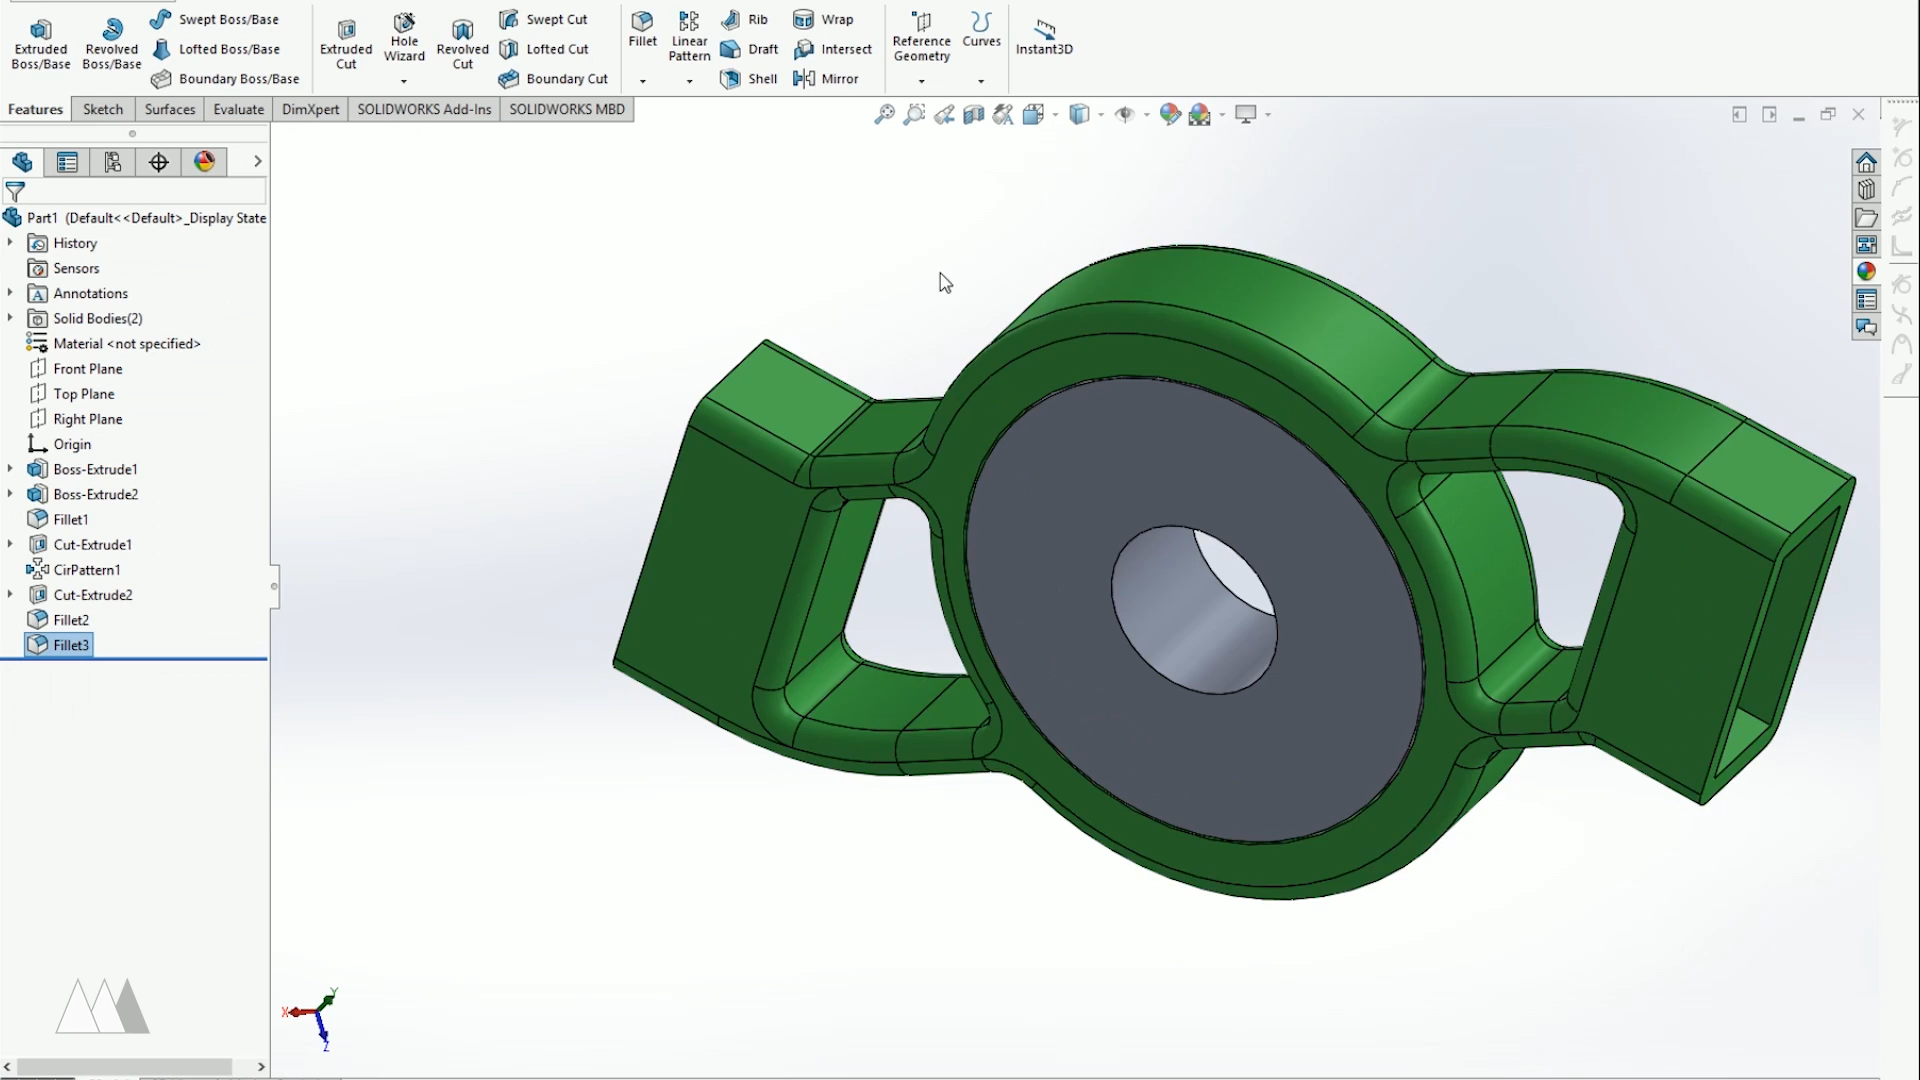 Extruded Boss/Base
Revolved Boss/Base
Swept Boss/Base
Lofted Boss/Base
Boundary Boss/Base
Extruded Cut
Hole Wizard
Revolved Cut
Swept Cut
Lofted Cut
Boundary Cut
Fillet
Linear Pattern
Rib
Draft
Shell
Wrap
Intersect
Mirror
Reference Geometry
Curves
Instant3D
Features
Sketch
Surfaces
Evaluate
DimXpert
SOLIDWORKS Add-Ins
SOLIDWORKS MBD
Part1 (Default<<Default>_Display State
History
Sensors
Annotations
Solid Bodies(2)
Material <not specified>
Front Plane
Top Plane
Right Plane
Origin
Boss-Extrude1
Boss-Extrude2
Fillet1
Cut-Extrude1
CirPattern1
Cut-Extrude2
Fillet2
Fillet3
Y
X
Z